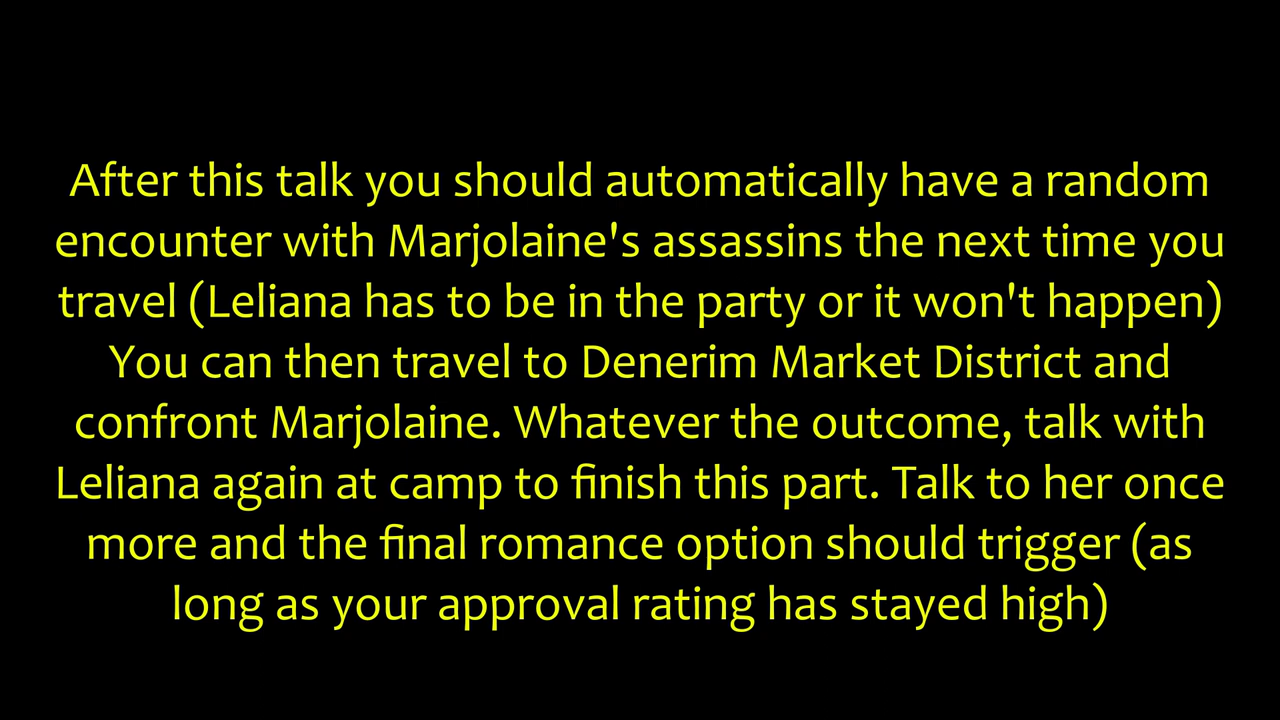 After this talk you should automatically have a random
encounter with Marjolaine's assassins the next time you
travel (Leliana has to be in the party or it won't happen)
You can then travel to Denerim Market District and
confront Marjolaine. Whatever the outcome, talk with
Leliana again at camp to finish this part. Talk to her once
more and the final romance option should trigger (as
long as your approval rating has stayed high)